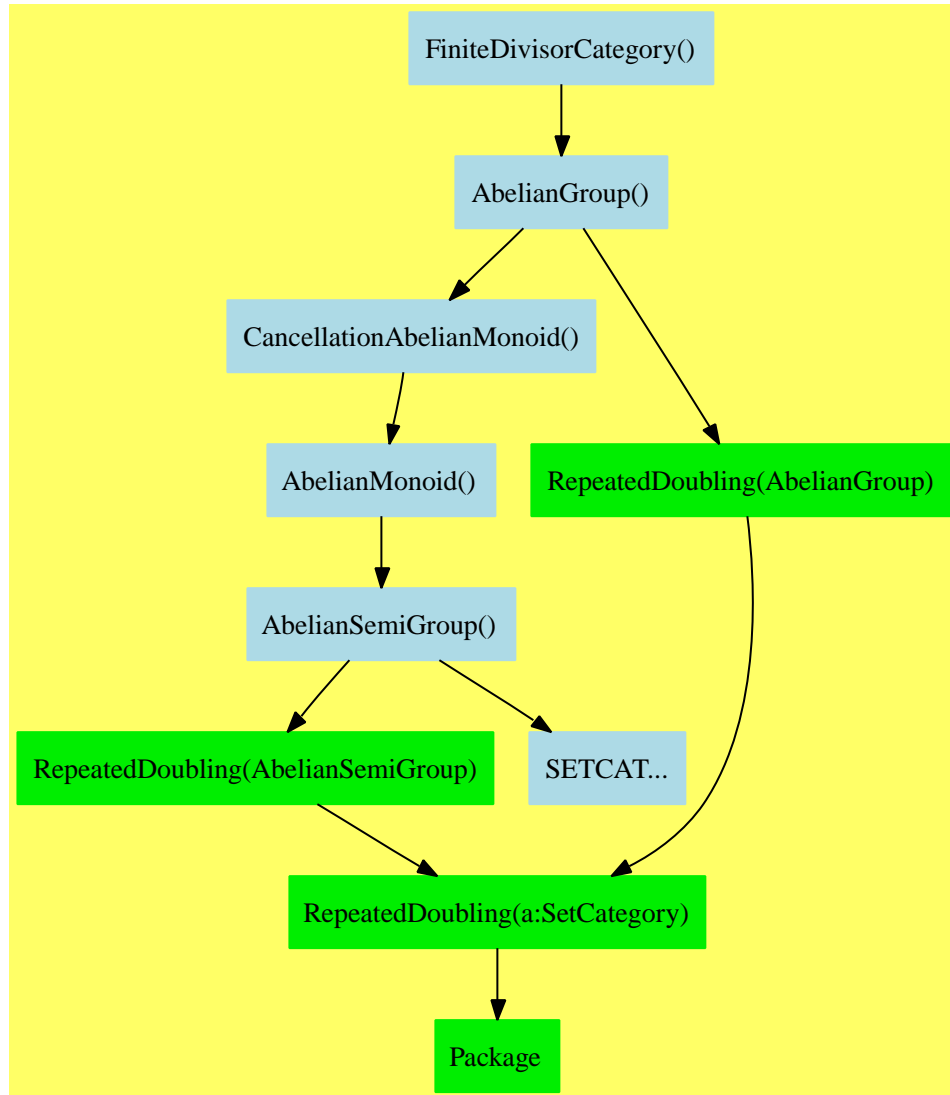 FiniteDivisorCategory()
AbelianGroup()
CancellationAbelianMonoid()
AbelianMonoid()
RepeatedDoubling(AbelianGroup)
AbelianSemiGroup()
RepeatedDoubling(AbelianSemiGroup)
SETCAT...
RepeatedDoubling(a:SetCategory)
Package